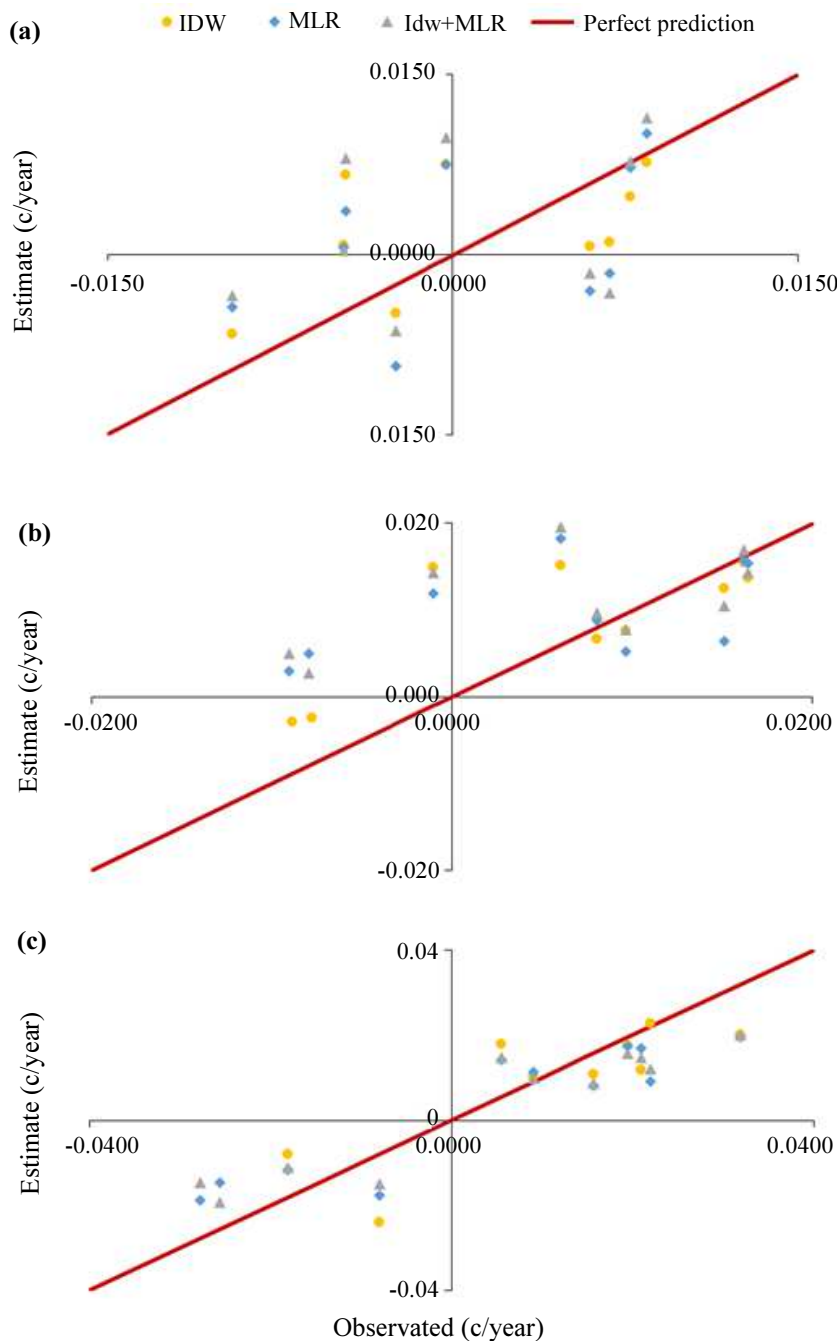 (a) IDW MLR Idw+MLR Perfect prediction
0.0150
Estimate (c/year)
0.0000
-0.0150 0.0000 0.0150
0.0150
(b)
0.020
Estimate (c/year)
0.000
-0.0200 0.0000 0.0200
-0.020
(c)
0.04
Estimate (c/year)
0
-0.0400 0.0000 0.0400
-0.04
Observated (c/year)